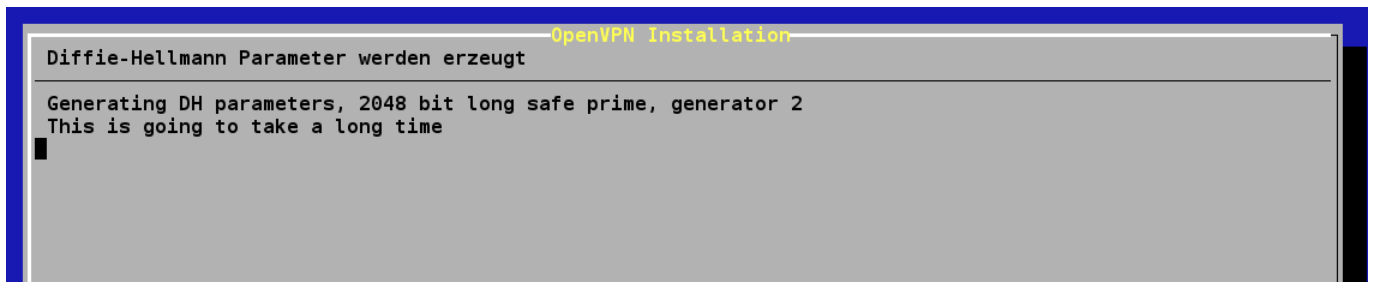 OpenVPN Installation
Diffie-Hellmann Parameter werden erzeugt
Generating DH parameters, 2048 bit long safe prime, generator 2
This is going to take a long time